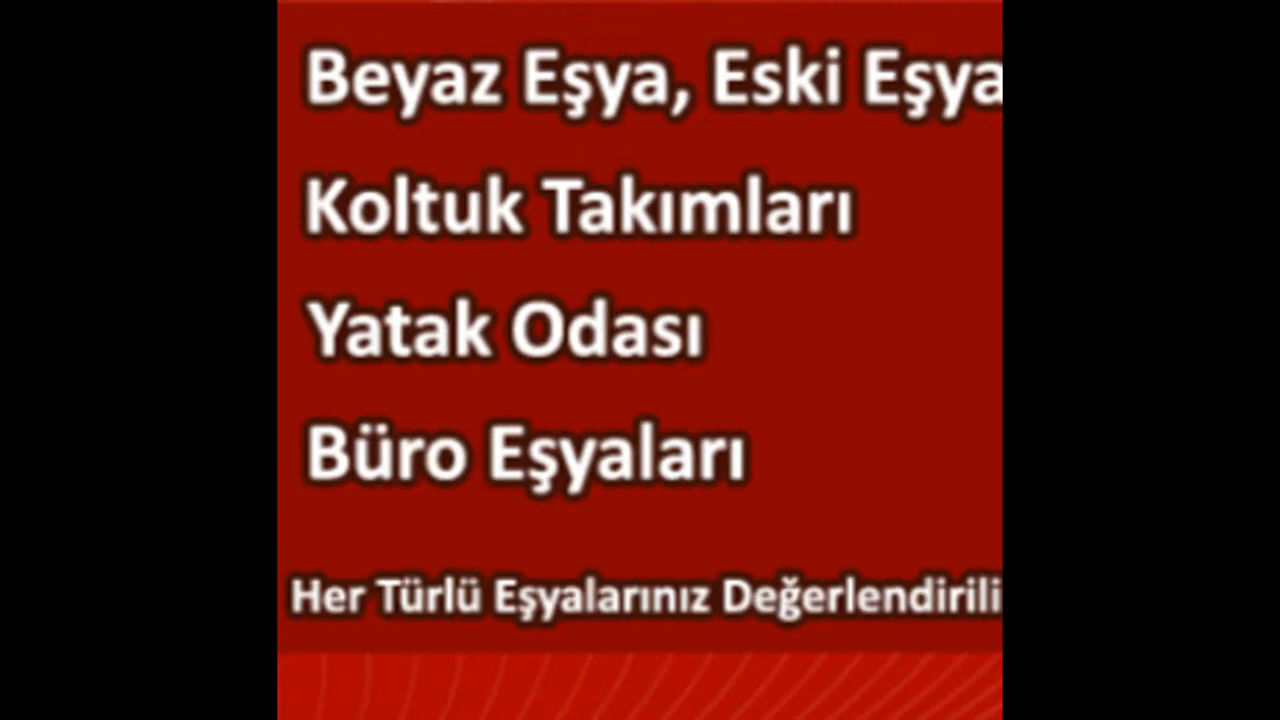 Beyaz Eşya, Eski Eşya
Koltuk Takımları
Yatak Odası
Büro Eşyaları
Her Türlü Eşyalarınız Değerlendirili